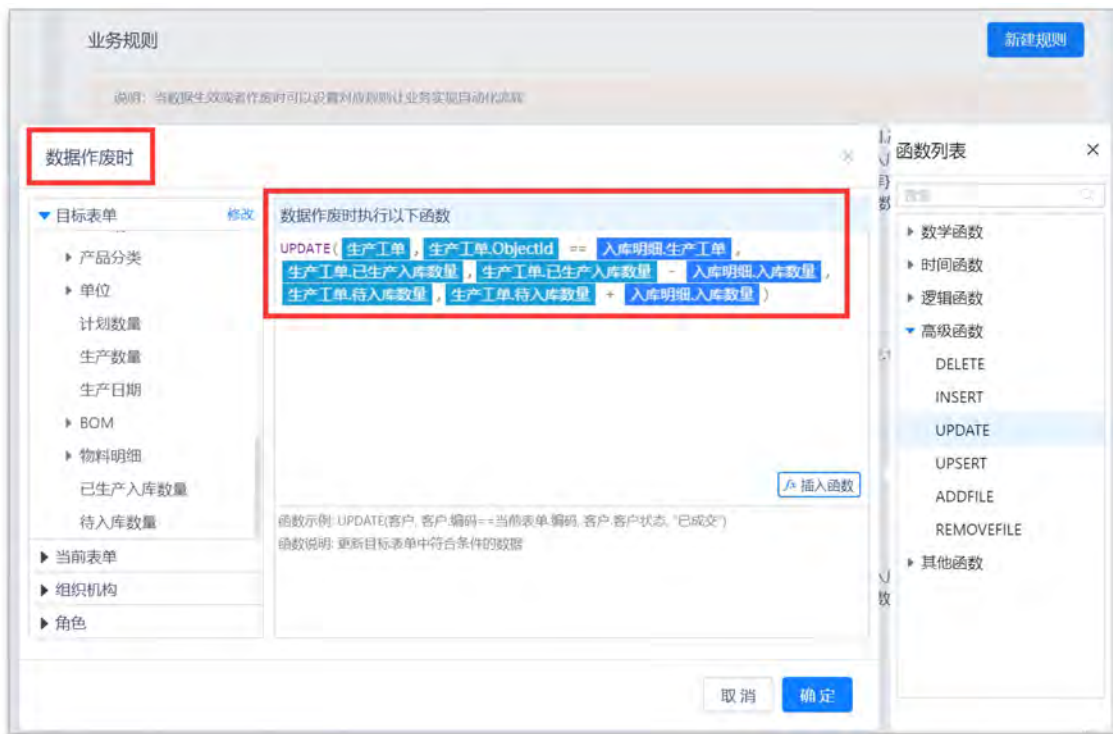 业务规则
新建规则
说明: 当数据生效或者作废时可以设置对应规则让业务实现自动化流转
数据作废时
目标表单 修改
产品分类
单位
计划数量
生产数量
生产日期
BOM
物料明细
已生产入库数量
待入库数量
当前表单
组织机构
角色
数据作废时执行以下函数
UPDATE( 生产工单 , 生产工单.ObjectId == 入库明细.生产工单 ,
生产工单.已生产入库数量 , 生产工单.已生产入库数量 - 入库明细.入库数量 ,
生产工单.待入库数量 , 生产工单.待入库数量 + 入库明细.入库数量 )
fx 插入函数
函数示例: UPDATE(客户, 客户.编码==当前表单.编码, 客户.客户状态, "已成交")
函数说明: 更新目标表单中符合条件的数据
取消 确定
函数列表
搜索
数学函数
时间函数
逻辑函数
高级函数
DELETE
INSERT
UPDATE
UPSERT
ADDFILE
REMOVEFILE
其他函数